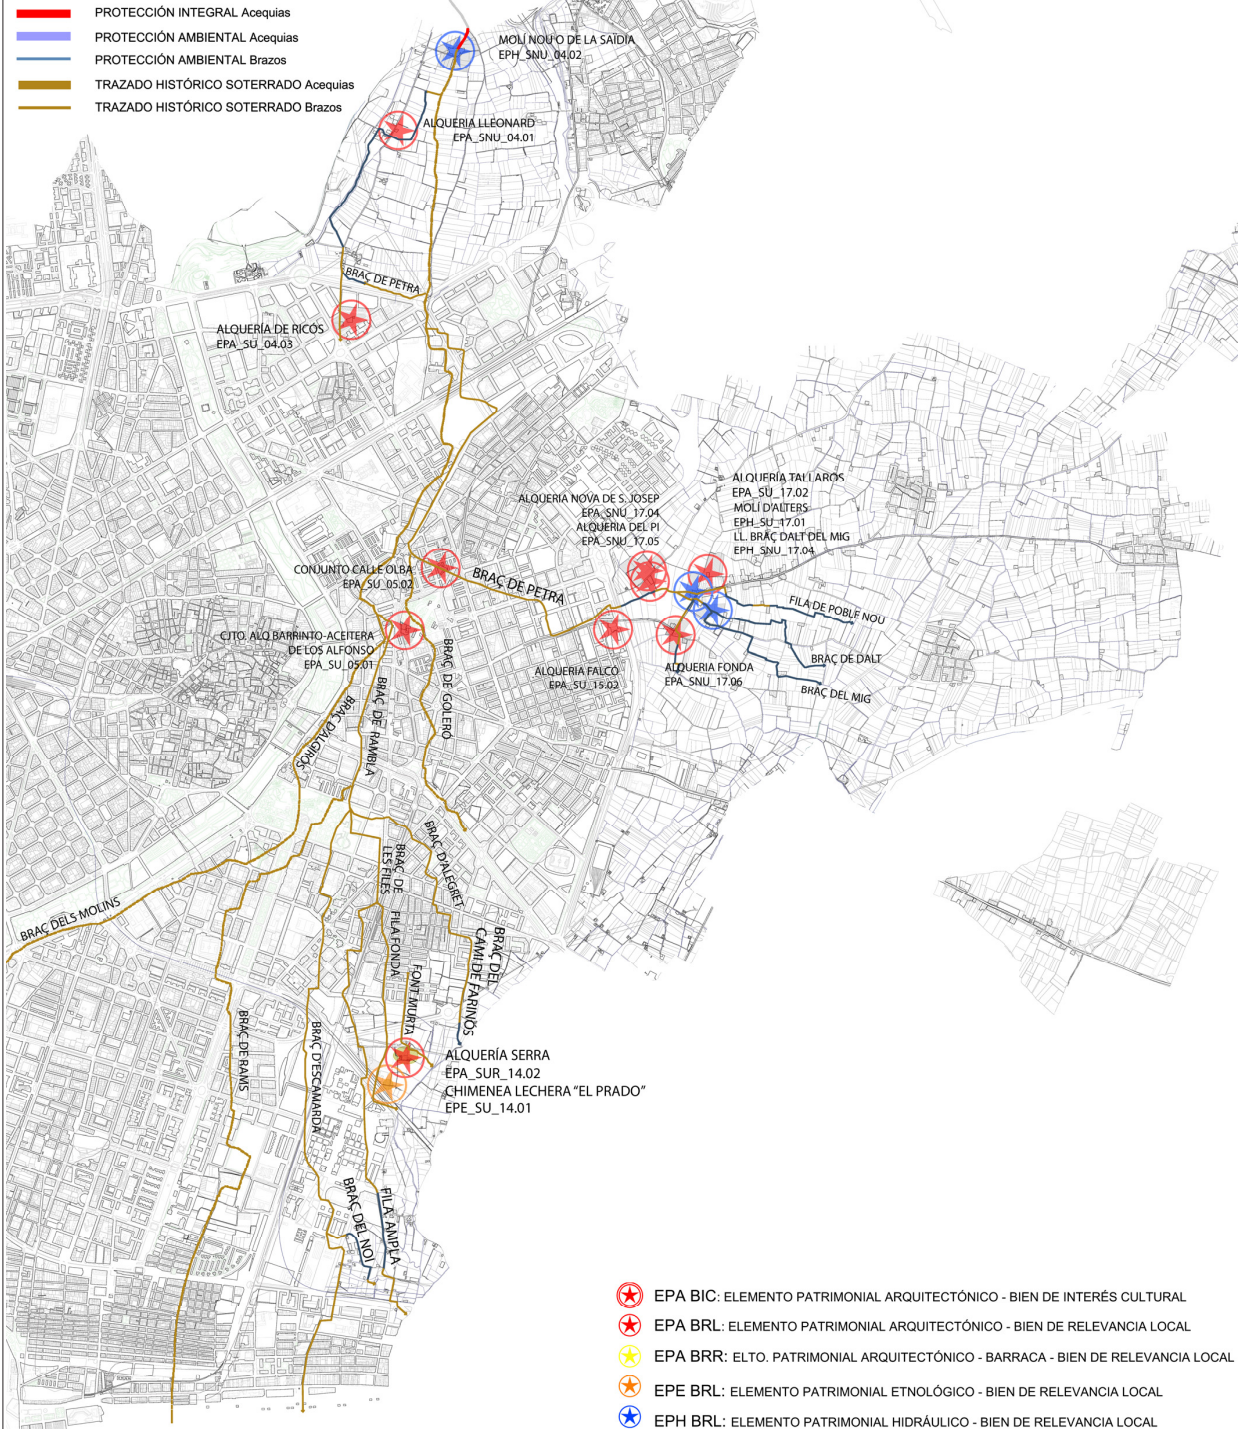 PROTECCIÓN INTEGRAL Acequias
PROTECCIÓN AMBIENTAL Acequias
PROTECCIÓN AMBIENTAL Brazos
TRAZADO HISTÓRICO SOTERRADO Acequias
TRAZADO HISTÓRICO SOTERRADO Brazos
MOLÍ NOU O DE LA SAÏDIA
EPH_SNU_04.02
ALQUERIA LLEONARD
EPA_SNU_04.01
BRAÇ DE PETRA
ALQUERÍA DE RICÓS
EPA_SU_04.03
ALQUERIA NOVA DE S. JOSEP
EPA_SNU_17.04
ALQUERIA DEL PI
EPA_SNU_17.05
ALQUERÍA TALLAROS
EPA_SU_17.02
MOLÍ D'ALTERS
EPH_SU_17.01
LL. BRAÇ DALT DEL MIG
EPH_SNU_17.04
CONJUNTO CALLE OLBA
EPA_SU_05.02
BRAÇ DE PETRA
FILA DE POBLE NOU
BRAÇ DE DALT
BRAÇ DEL MIG
CJTO. ALQ BARRINTO-ACEITERA
DE LOS ALFONSO
EPA_SU_05.01
ALQUERIA FALCÓ
EPA_SU_15.02
ALQUERIA FONDA
EPA_SNU_17.06
BRAÇ DE GOLERÓ
BRAÇ DE RAMBLA
BRAÇ D'ALGIRÓS
BRAÇ D'ALEGRET
BRAÇ DE
LES FILES
FILA FONDA
FONT MURTA
BRAÇ DEL
CAMI DE FARINÓS
BRAÇ DELS MOLINS
BRAÇ DE RAMS
BRAÇ D'ESCAMARDA
ALQUERÍA SERRA
EPA_SUR_14.02
CHIMENEA LECHERA "EL PRADO"
EPE_SU_14.01
BRAÇ DEL NOI
FILA AMPLA
EPA BIC: ELEMENTO PATRIMONIAL ARQUITECTÓNICO - BIEN DE INTERÉS CULTURAL
EPA BRL: ELEMENTO PATRIMONIAL ARQUITECTÓNICO - BIEN DE RELEVANCIA LOCAL
EPA BRR: ELTO. PATRIMONIAL ARQUITECTÓNICO - BARRACA - BIEN DE RELEVANCIA LOCAL
EPE BRL: ELEMENTO PATRIMONIAL ETNOLÓGICO - BIEN DE RELEVANCIA LOCAL
EPH BRL: ELEMENTO PATRIMONIAL HIDRÁULICO - BIEN DE RELEVANCIA LOCAL